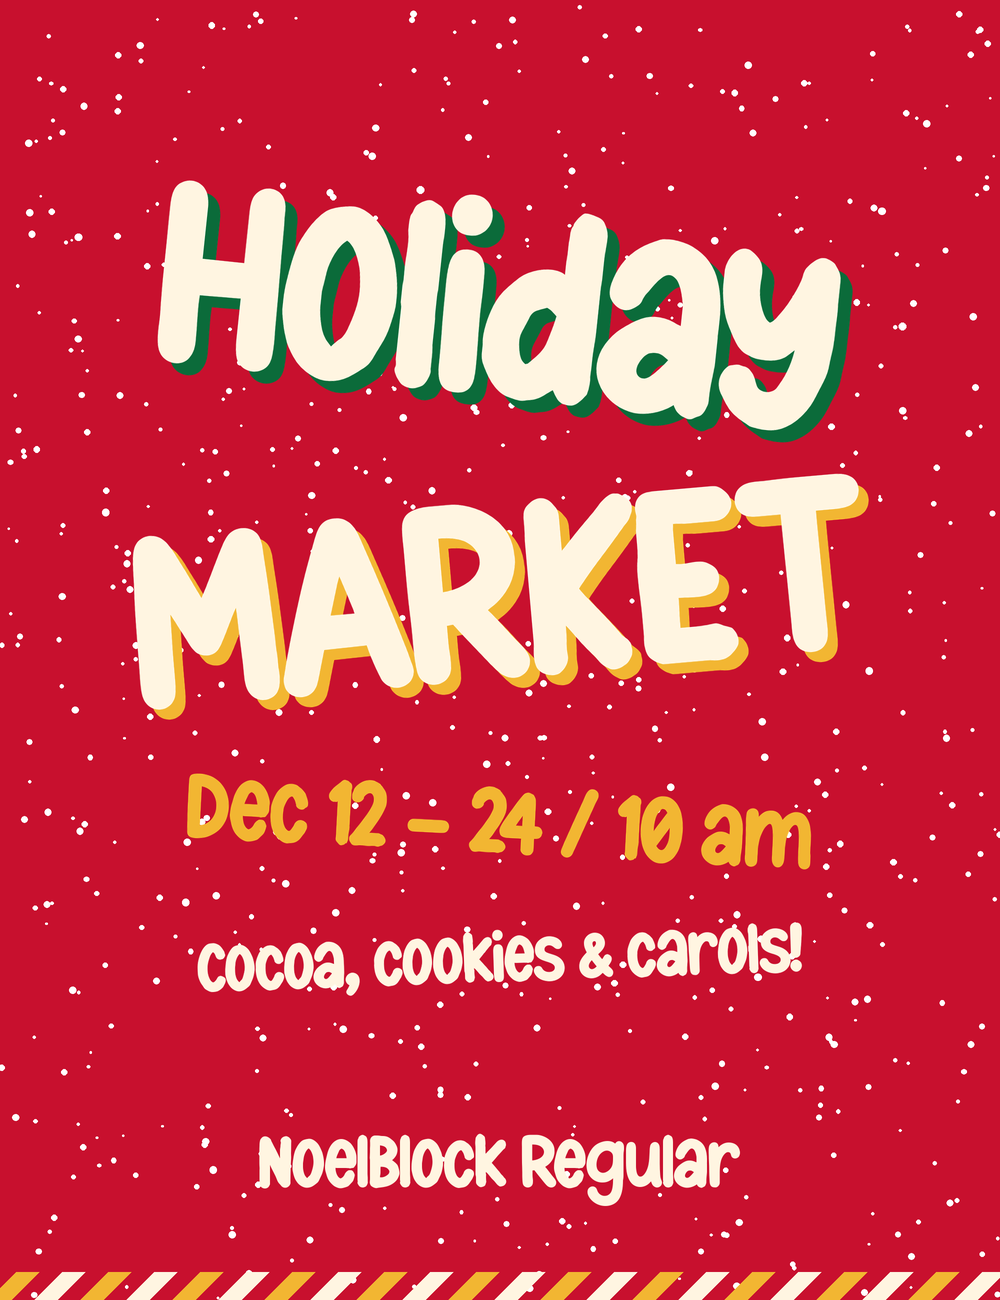 Holiday
MARKET
Dec 12 – 24 / 10 am
cocoa, cookies & carols!
NoelBlock Regular